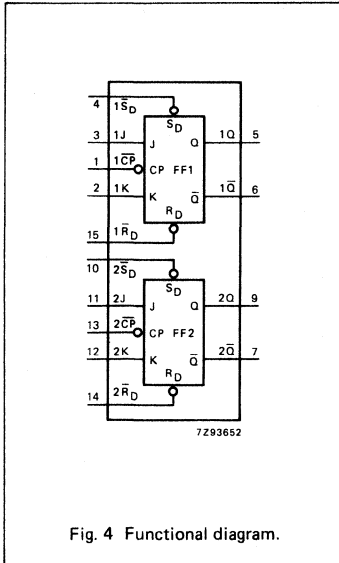 4 1S̅D
SD
3 1J J Q 1Q 5
1 1C̅P̅ CP FF1
2 1K K Q̅ 1Q̅ 6
RD
15 1R̅D
10 2S̅D
SD
11 2J J Q 2Q 9
13 2C̅P̅ CP FF2
12 2K K Q̅ 2Q̅ 7
RD
14 2R̅D
7Z93652
Fig. 4 Functional diagram.